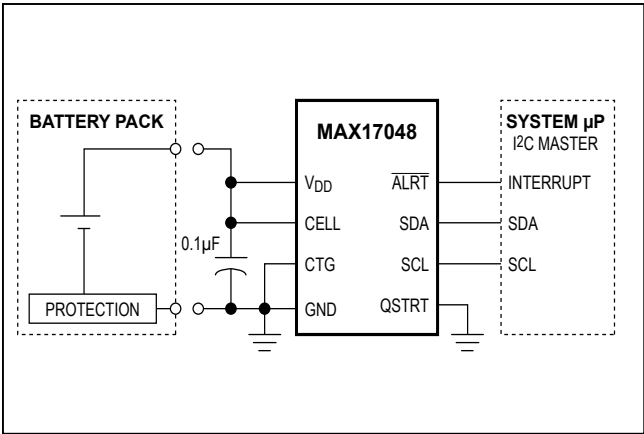 BATTERY PACK
PROTECTION
0.1µF
MAX17048
VDD
CELL
CTG
GND
ALRT
SDA
SCL
QSTRT
SYSTEM µP
I2C MASTER
INTERRUPT
SDA
SCL